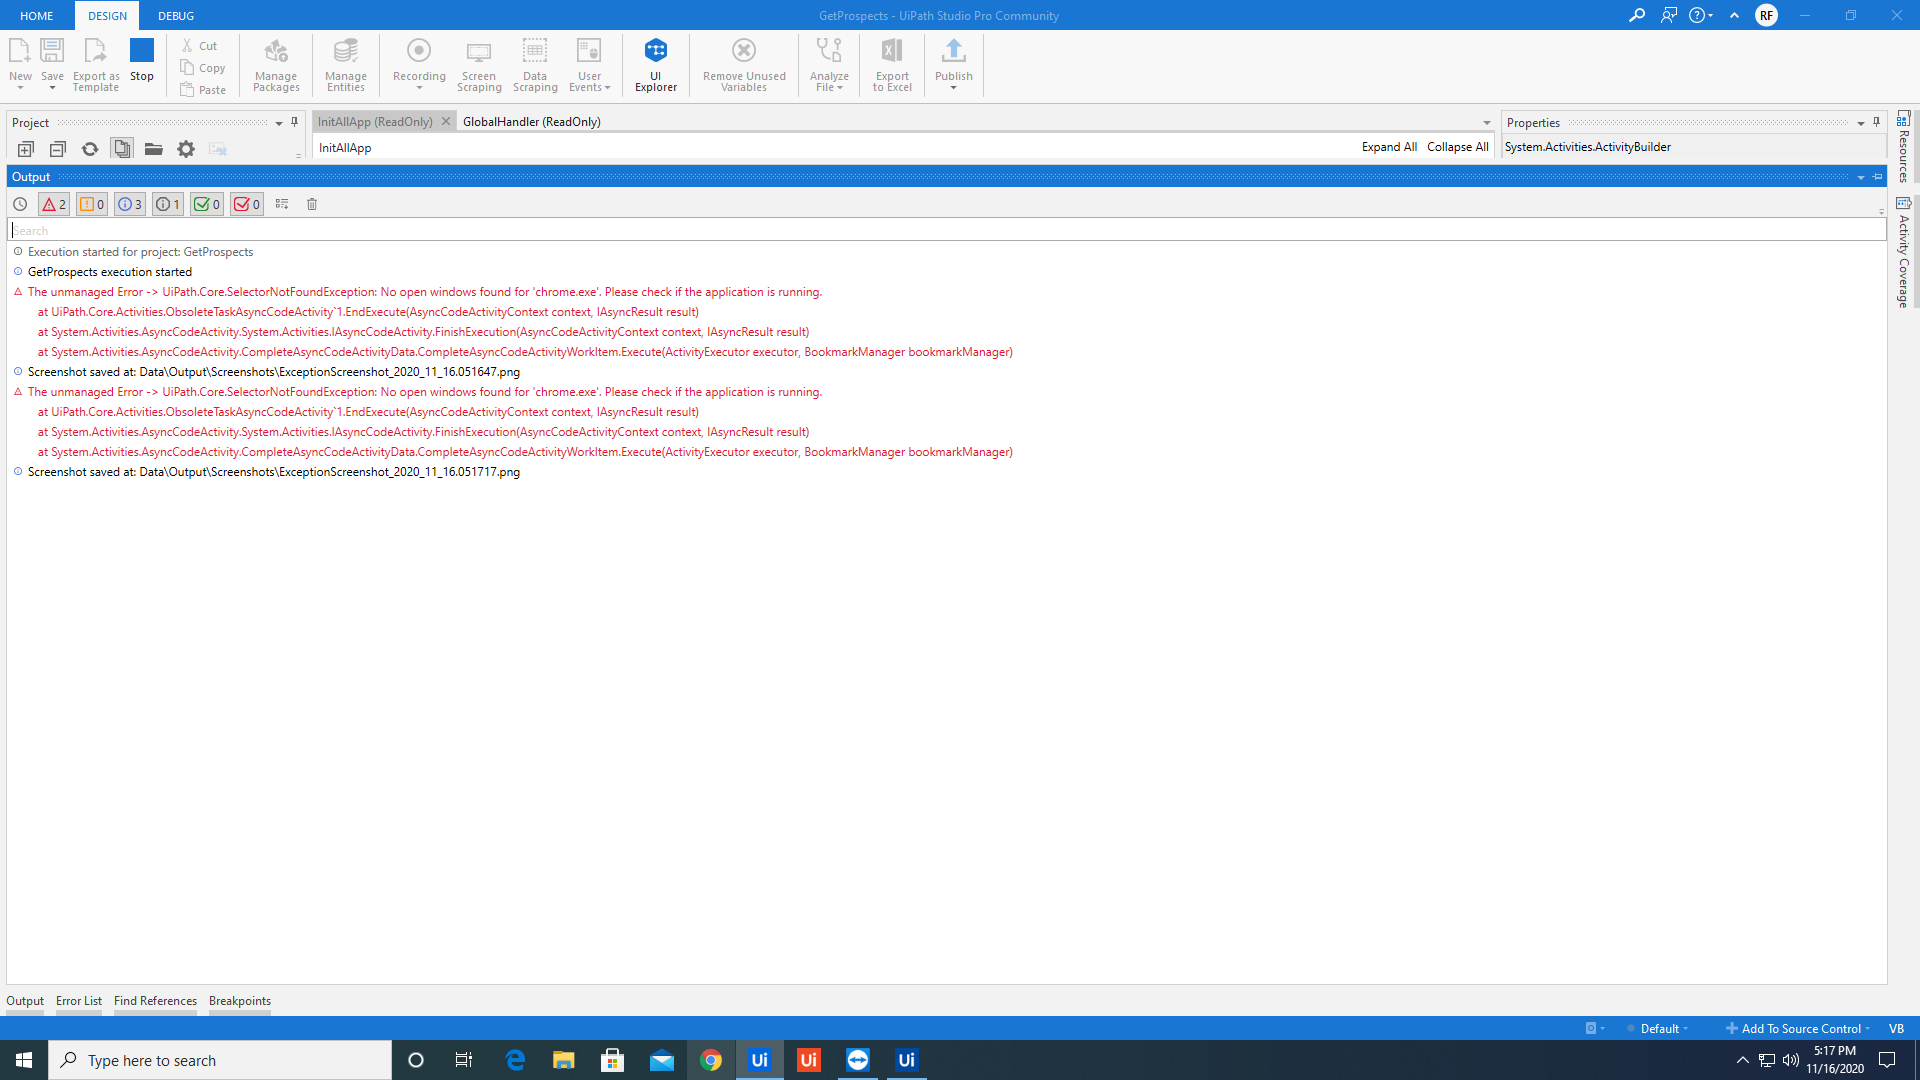 HOME DESIGN DEBUG GetProspects - UiPath Studio Pro Community RF
New Save Export as Template Stop Cut Copy Paste Manage Packages Manage Entities Recording Screen Scraping Data Scraping User Events UI Explorer Remove Unused Variables Analyze File Export to Excel Publish
Project InitAllApp (ReadOnly) GlobalHandler (ReadOnly) Properties
InitAllApp Expand All Collapse All System.Activities.ActivityBuilder
Resources
Activity Coverage
Output
2 0 3 1 0 0
Search
Execution started for project: GetProspects
GetProspects execution started
The unmanaged Error -> UiPath.Core.SelectorNotFoundException: No open windows found for 'chrome.exe'. Please check if the application is running.
at UiPath.Core.Activities.ObsoleteTaskAsyncCodeActivity`1.EndExecute(AsyncCodeActivityContext context, IAsyncResult result)
at System.Activities.AsyncCodeActivity.System.Activities.IAsyncCodeActivity.FinishExecution(AsyncCodeActivityContext context, IAsyncResult result)
at System.Activities.AsyncCodeActivity.CompleteAsyncCodeActivityData.CompleteAsyncCodeActivityWorkItem.Execute(ActivityExecutor executor, BookmarkManager bookmarkManager)
Screenshot saved at: Data\Output\Screenshots\ExceptionScreenshot_2020_11_16.051647.png
The unmanaged Error -> UiPath.Core.SelectorNotFoundException: No open windows found for 'chrome.exe'. Please check if the application is running.
at UiPath.Core.Activities.ObsoleteTaskAsyncCodeActivity`1.EndExecute(AsyncCodeActivityContext context, IAsyncResult result)
at System.Activities.AsyncCodeActivity.System.Activities.IAsyncCodeActivity.FinishExecution(AsyncCodeActivityContext context, IAsyncResult result)
at System.Activities.AsyncCodeActivity.CompleteAsyncCodeActivityData.CompleteAsyncCodeActivityWorkItem.Execute(ActivityExecutor executor, BookmarkManager bookmarkManager)
Screenshot saved at: Data\Output\Screenshots\ExceptionScreenshot_2020_11_16.051717.png
Output Error List Find References Breakpoints
Default Add To Source Control VB
Type here to search Ui Ui Ui 5:17 PM
11/16/2020